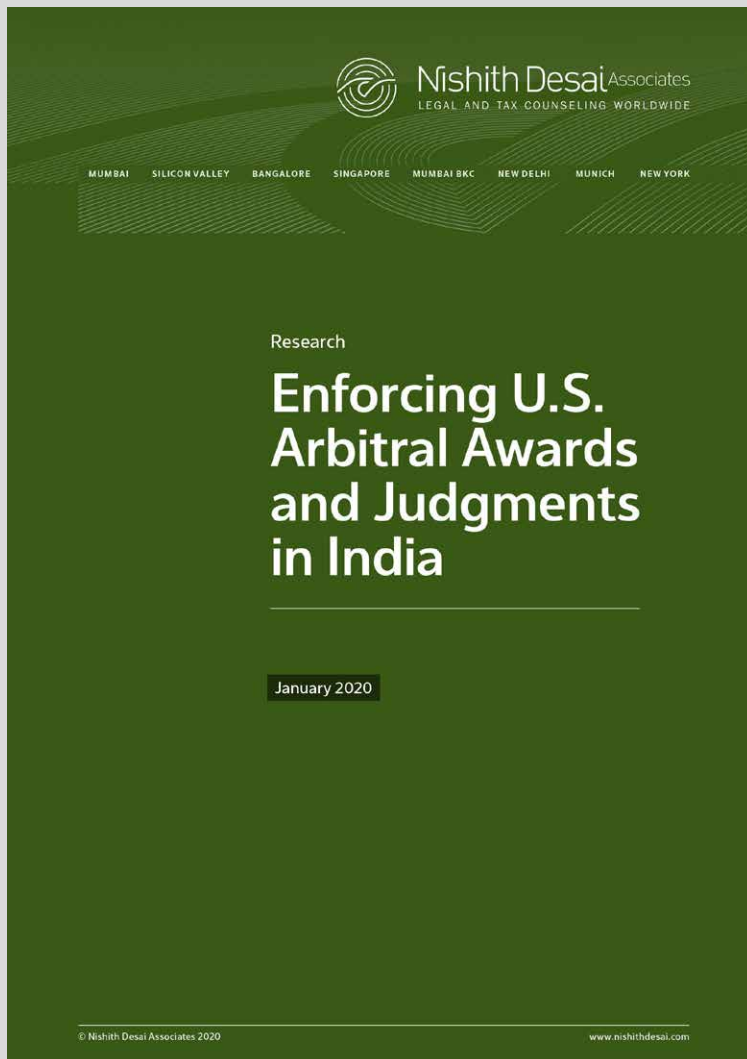 Nishith Desai Associates
LEGAL AND TAX COUNSELING WORLDWIDE
MUMBAI SILICON VALLEY BANGALORE SINGAPORE MUMBAI BKC NEW DELHI MUNICH NEW YORK
Research
Enforcing U.S.
Arbitral Awards
and Judgments
in India
January 2020
© Nishith Desai Associates 2020 www.nishithdesai.com